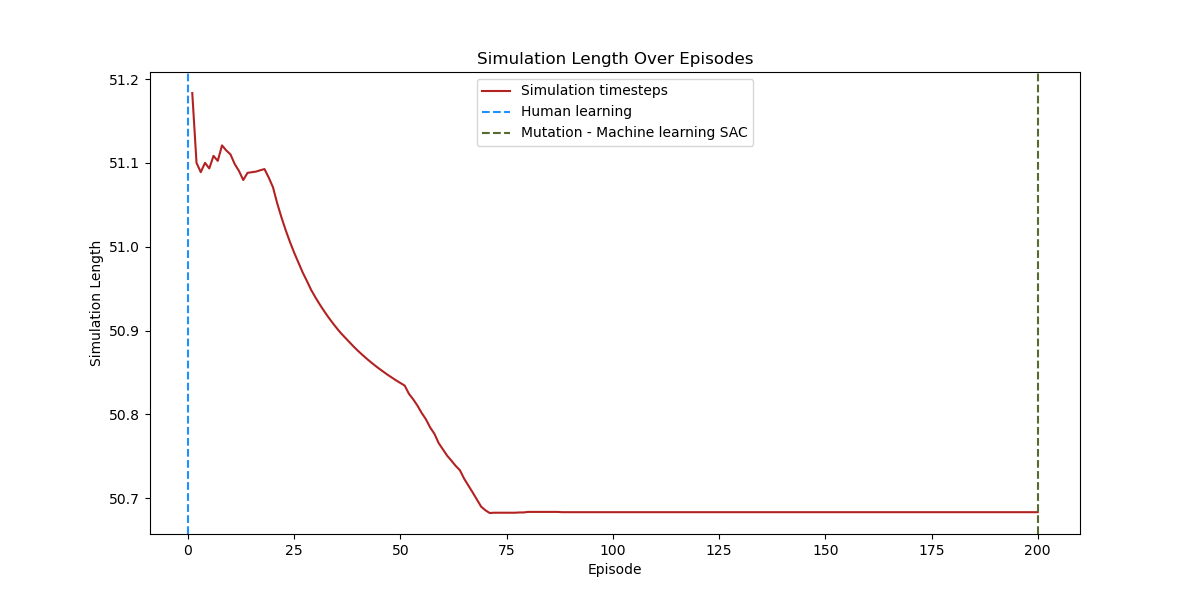 Simulation Length Over Episodes
Simulation timesteps
Human learning
Mutation - Machine learning SAC
Simulation Length
51.2
51.1
51.0
50.9
50.8
50.7
0 25 50 75 100 125 150 175 200
Episode